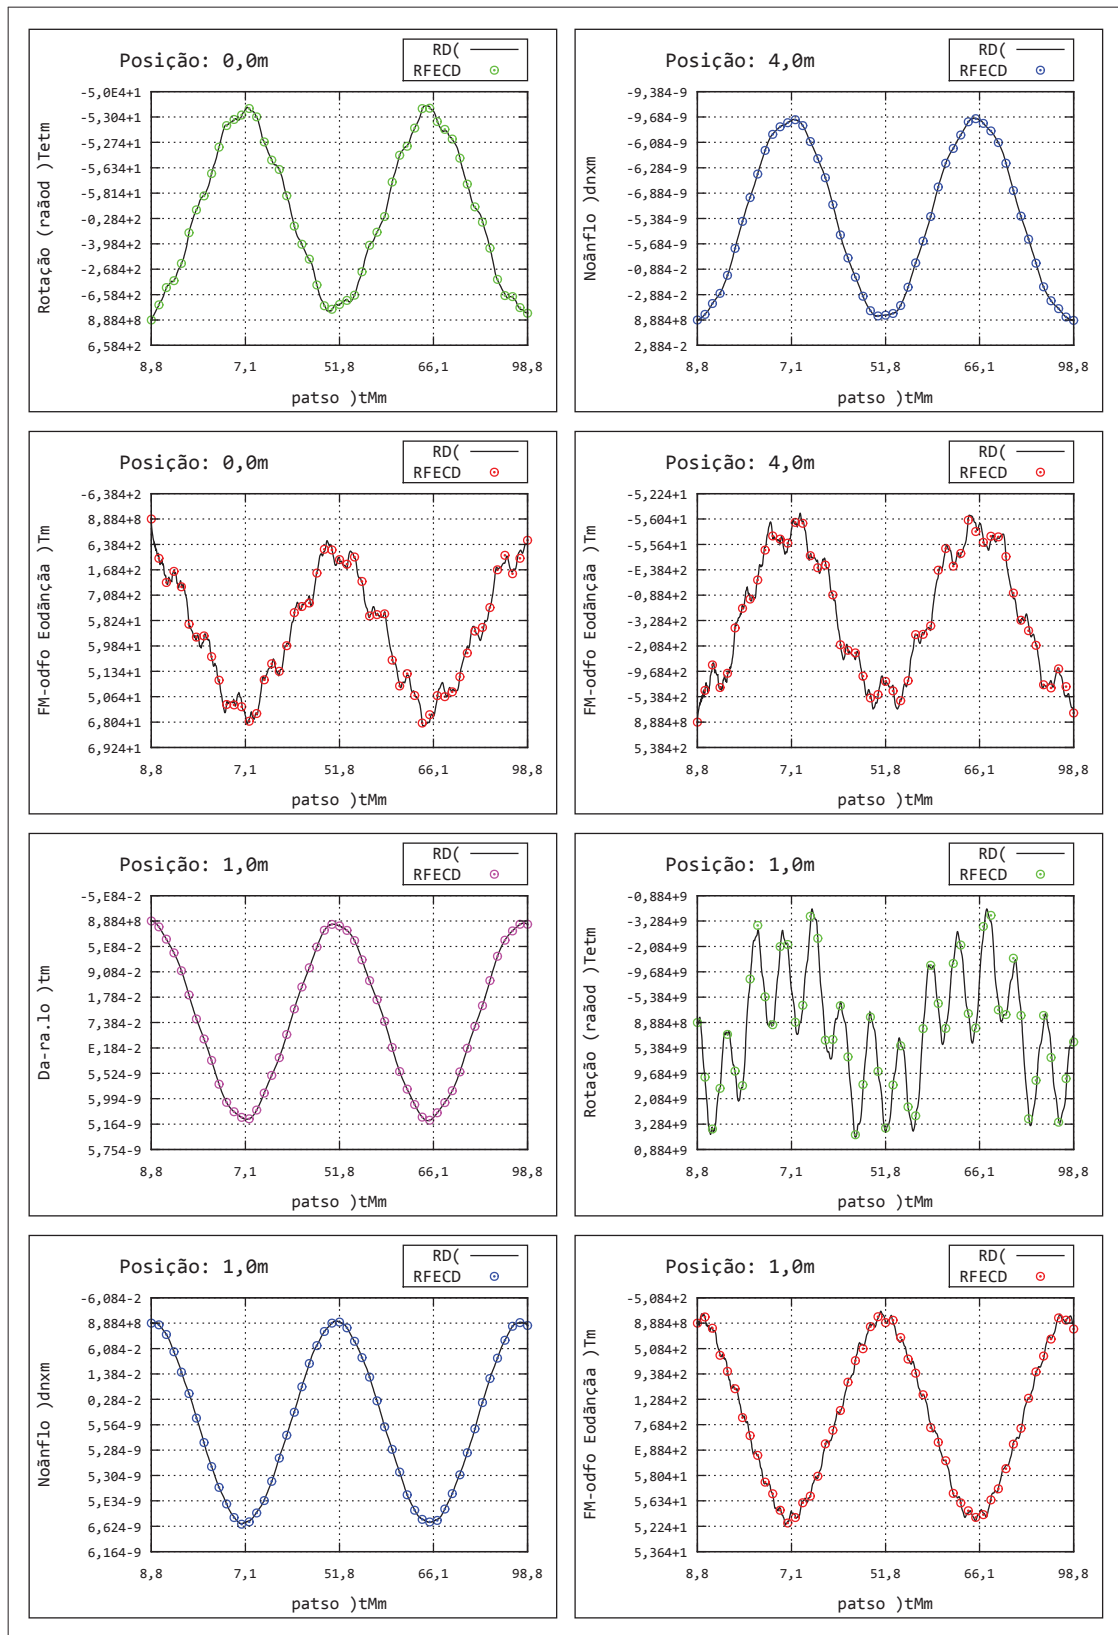 Posição: 0,0m
RD(
RFECD
-5,0E4+1
-5,304+1
-5,274+1
-5,634+1
-5,814+1
-0,284+2
-3,984+2
-2,684+2
-6,584+2
8,884+8
6,584+2
Rotação (raãod )Tetm
8,8 7,1 51,8 66,1 98,8
patso )tMm
Posição: 4,0m
RD(
RFECD
-9,384-9
-9,684-9
-6,084-9
-6,284-9
-6,884-9
-5,384-9
-5,684-9
-0,884-2
-2,884-2
8,884+8
2,884-2
Noãnflo )dnxm
8,8 7,1 51,8 66,1 98,8
patso )tMm
Posição: 0,0m
RD(
RFECD
-6,384+2
8,884+8
6,384+2
1,684+2
7,084+2
5,824+1
5,984+1
5,134+1
5,064+1
6,804+1
6,924+1
FM-odfo Eodãnçãa )Tm
8,8 7,1 51,8 66,1 98,8
patso )tMm
Posição: 4,0m
RD(
RFECD
-5,224+1
-5,604+1
-5,564+1
-E,384+2
-0,884+2
-3,284+2
-2,084+2
-9,684+2
-5,384+2
8,884+8
5,384+2
FM-odfo Eodãnçãa )Tm
8,8 7,1 51,8 66,1 98,8
patso )tMm
Posição: 1,0m
RD(
RFECD
-5,E84-2
8,884+8
5,E84-2
9,084-2
1,784-2
7,384-2
E,184-2
5,524-9
5,994-9
5,164-9
5,754-9
Da-ra.lo )tm
8,8 7,1 51,8 66,1 98,8
patso )tMm
Posição: 1,0m
RD(
RFECD
-0,884+9
-3,284+9
-2,084+9
-9,684+9
-5,384+9
8,884+8
5,384+9
9,684+9
2,084+9
3,284+9
0,884+9
Rotação (raãod )Tetm
8,8 7,1 51,8 66,1 98,8
patso )tMm
Posição: 1,0m
RD(
RFECD
-6,084-2
8,884+8
6,084-2
1,384-2
0,284-2
5,564-9
5,284-9
5,304-9
5,E34-9
6,624-9
6,164-9
Noãnflo )dnxm
8,8 7,1 51,8 66,1 98,8
patso )tMm
Posição: 1,0m
RD(
RFECD
-5,084+2
8,884+8
5,084+2
9,384+2
1,284+2
7,684+2
E,884+2
5,804+1
5,634+1
5,224+1
5,364+1
FM-odfo Eodãnçãa )Tm
8,8 7,1 51,8 66,1 98,8
patso )tMm